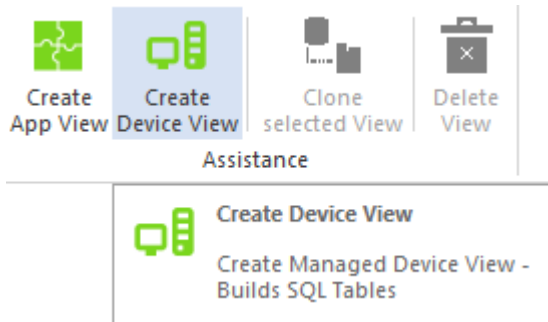 Create
App View
Create
Device View
Clone
selected View
Delete
View
Assistance
Create Device View
Create Managed Device View -
Builds SQL Tables